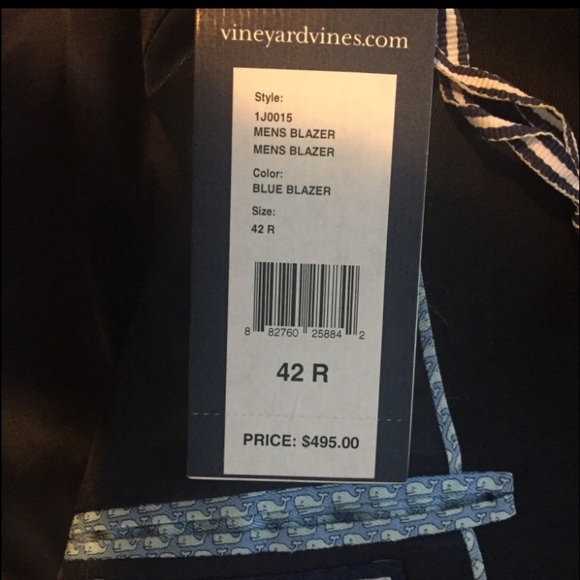 vineyardvines.com
Style:
1J0015
MENS BLAZER
MENS BLAZER
Color:
BLUE BLAZER
Size:
42 R
8 82760 25884 2
42 R
PRICE: $495.00